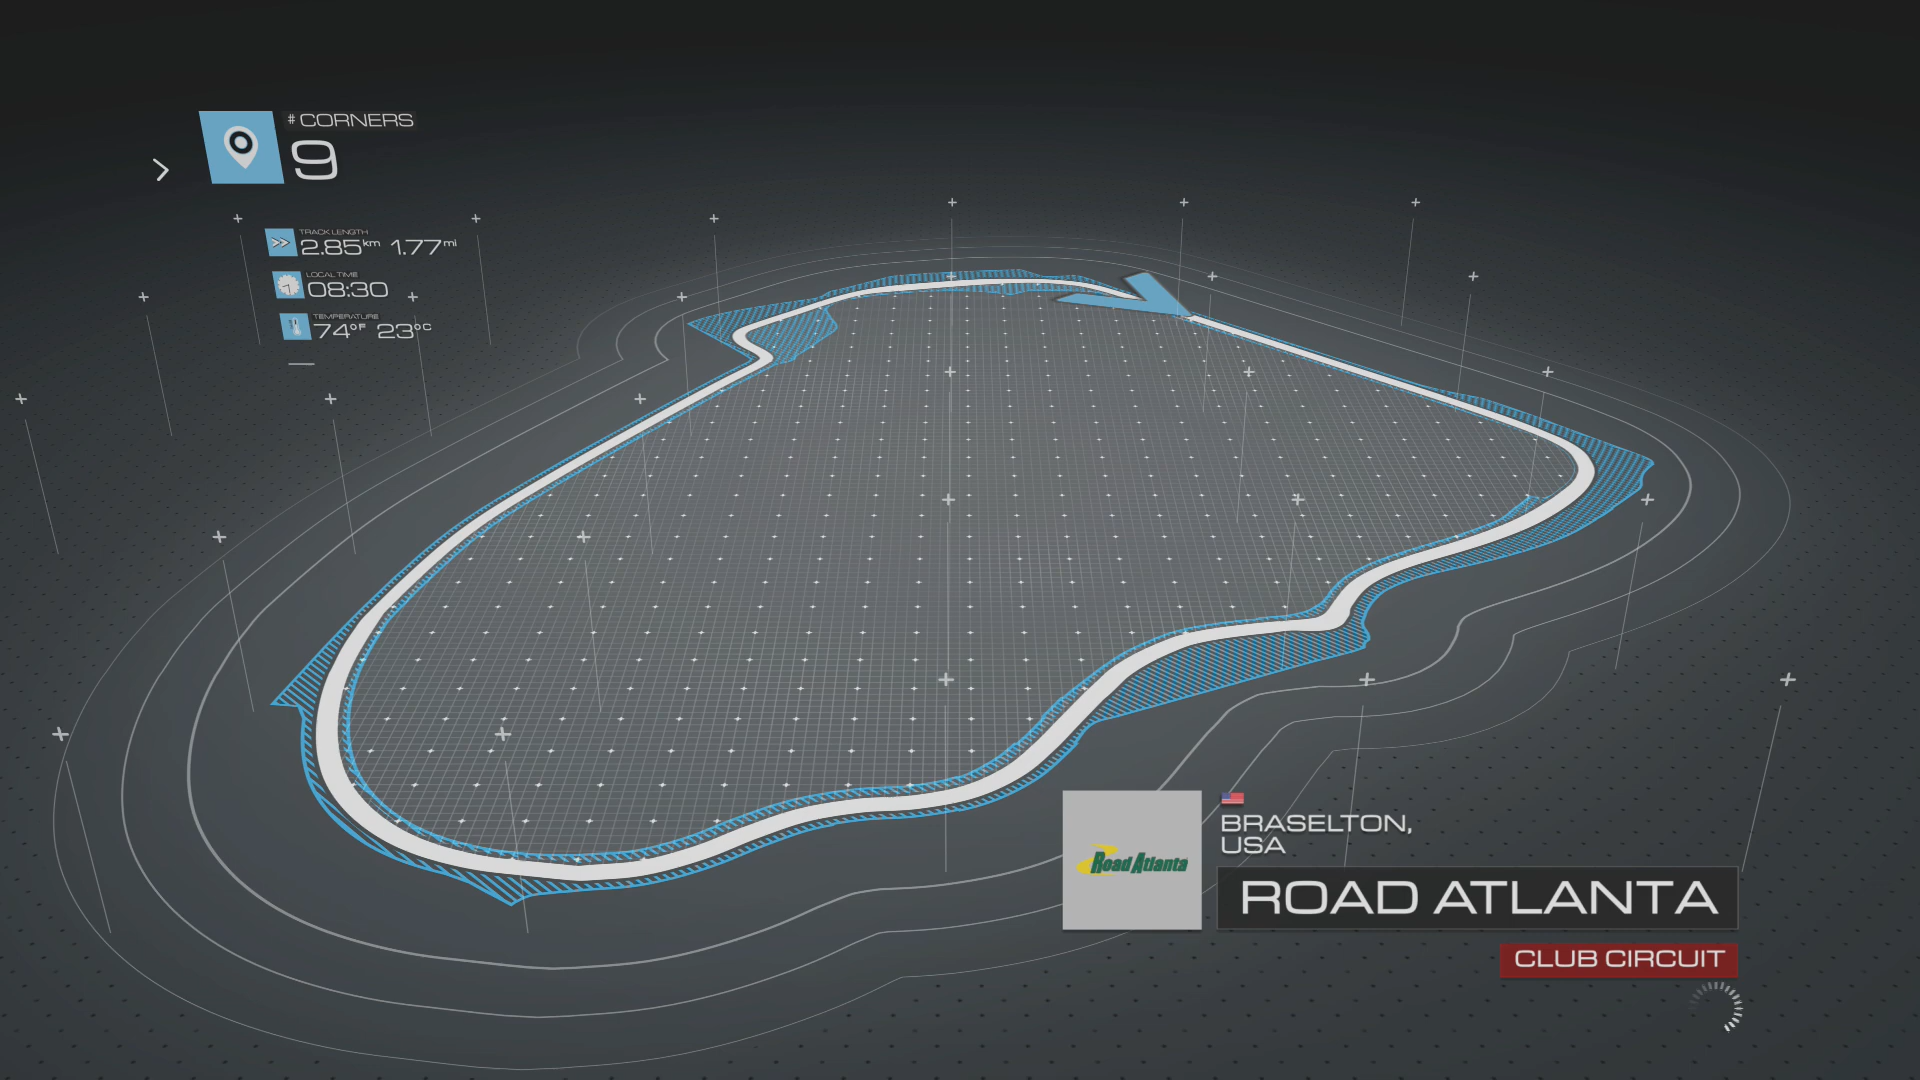 # CORNERS
9
TRACK LENGTH
2.85km 1.77mi
LOCAL TIME
08:30
TEMPERATURE
74°F 23°C
Road Atlanta
BRASELTON,
USA
ROAD ATLANTA
CLUB CIRCUIT